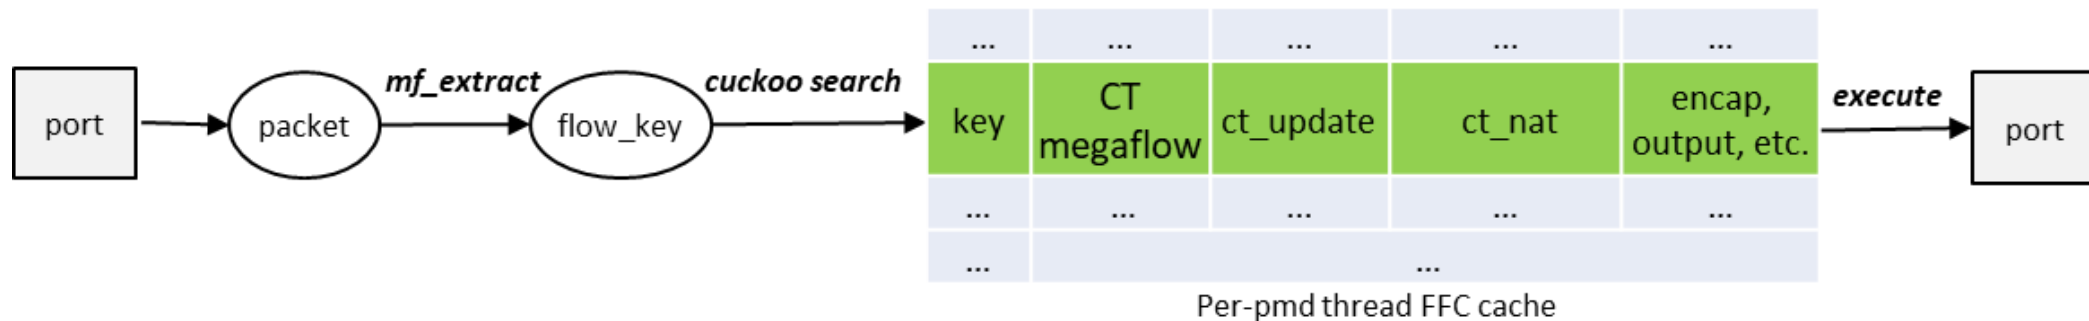 port
packet
mf_extract
flow_key
cuckoo search
... ... ... ... ...
key
CT
megaflow
ct_update
ct_nat
encap,
output, etc.
... ... ... ... ...
... ...
Per-pmd thread FFC cache
execute
port